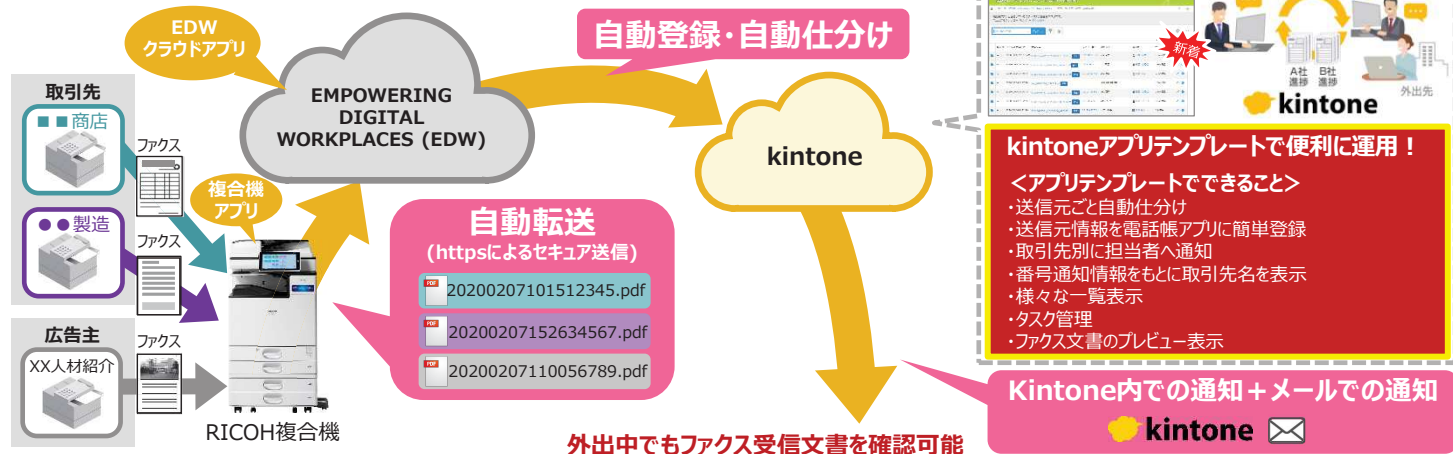 EDW
クラウドアプリ
自動登録・自動仕分け
取引先
■■商店
ファクス
●●製造
ファクス
広告主
XX人材紹介
ファクス
複合機
アプリ
RICOH複合機
EMPOWERING
DIGITAL
WORKPLACES (EDW)
自動転送
(httpsによるセキュア送信)
PDF
20200207101512345.pdf
PDF
20200207152634567.pdf
PDF
20200207110056789.pdf
kintone
外出中でもファクス受信文書を確認可能
新着
A社
進捗
B社
進捗
外出先
kintone
kintoneアプリテンプレートで便利に運用！
＜アプリテンプレートでできること＞
・送信元ごと自動仕分け
・送信元情報を電話帳アプリに簡単登録
・取引先別に担当者へ通知
・番号通知情報をもとに取引先名を表示
・様々な一覧表示
・タスク管理
・ファクス文書のプレビュー表示
Kintone内での通知＋メールでの通知
kintone